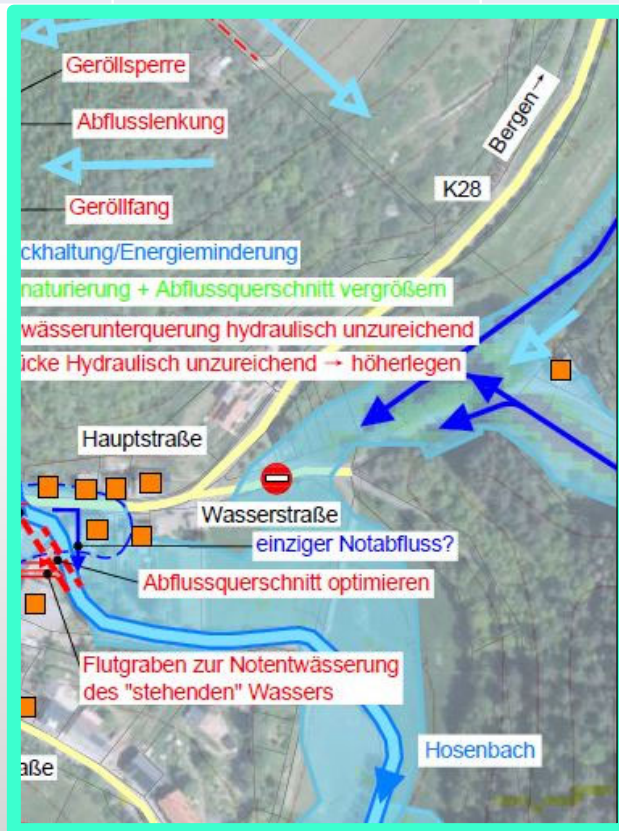 Geröllsperre
Bergen→
Abflusslenkung
K28
Geröllfang
ckhaltung/Energieminderung
naturierung + Abflussquerschnitt vergrößern
wässerunterquerung hydraulisch unzureichend
ücke Hydraulisch unzureichend → höherlegen
Hauptstraße
Wasserstraße
einziger Notabfluss?
Abflussquerschnitt optimieren
Flutgraben zur Notentwässerung
des "stehenden" Wassers
Hosenbach
aße